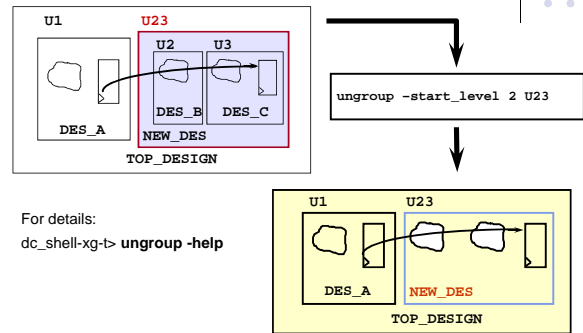 U1 U23
U2 U3
DES_B DES_C
DES_A
NEW_DES
TOP_DESIGN
ungroup -start_level 2 U23
For details:
dc_shell-xg-t> ungroup -help
U1 U23
DES_A NEW_DES
TOP_DESIGN